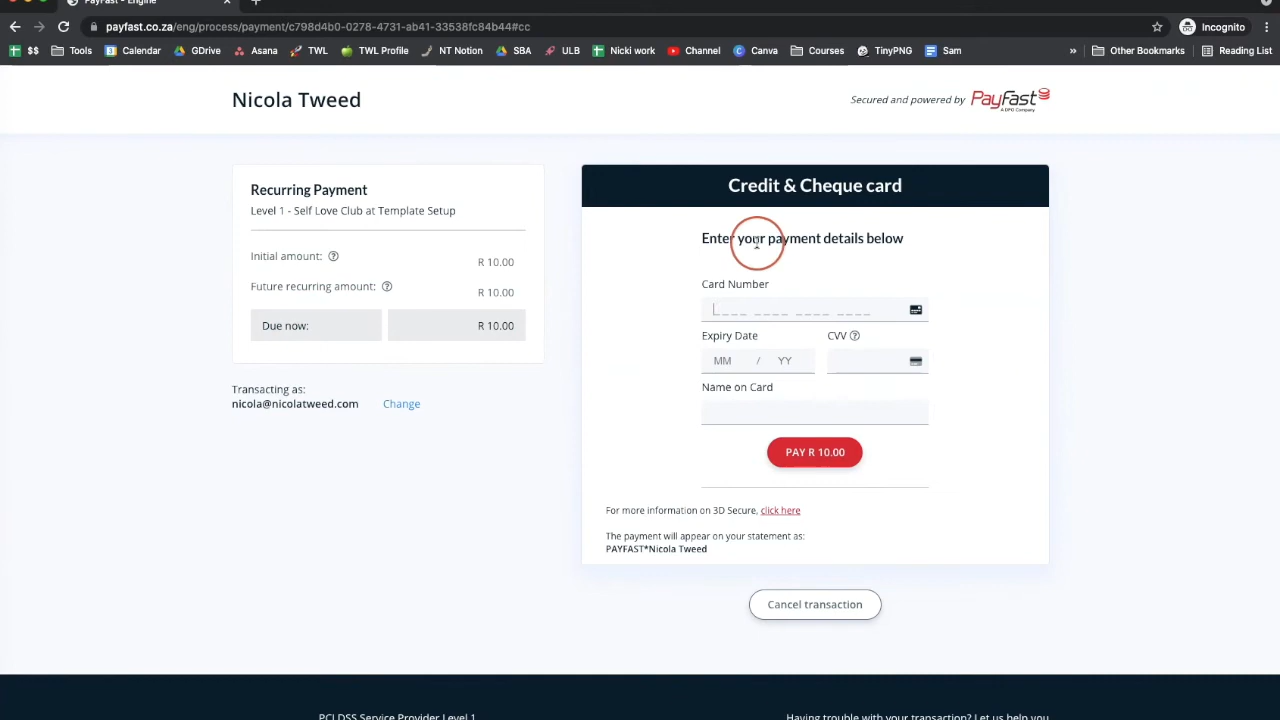 PayFast - Engine
payfast.co.za/eng/process/payment/c798d4b0-0278-4731-ab41-33538fc84b44#cc
Incognito
$$ Tools Calendar GDrive Asana TWL TWL Profile NT Notion SBA ULB Nicki work Channel Canva Courses TinyPNG Sam » Other Bookmarks Reading List
Nicola Tweed
Secured and powered by PayFast
A DPO Company
Recurring Payment
Level 1 - Self Love Club at Template Setup
Initial amount: R 10.00
Future recurring amount: R 10.00
Due now: R 10.00
Transacting as:
nicola@nicolatweed.com Change
Credit & Cheque card
Enter your payment details below
Card Number
Expiry Date CVV
MM / YY
Name on Card
PAY R 10.00
For more information on 3D Secure, click here
The payment will appear on your statement as:
PAYFAST*Nicola Tweed
Cancel transaction
PCI DSS Service Provider Level 1
Having trouble with your transaction? Let us help you